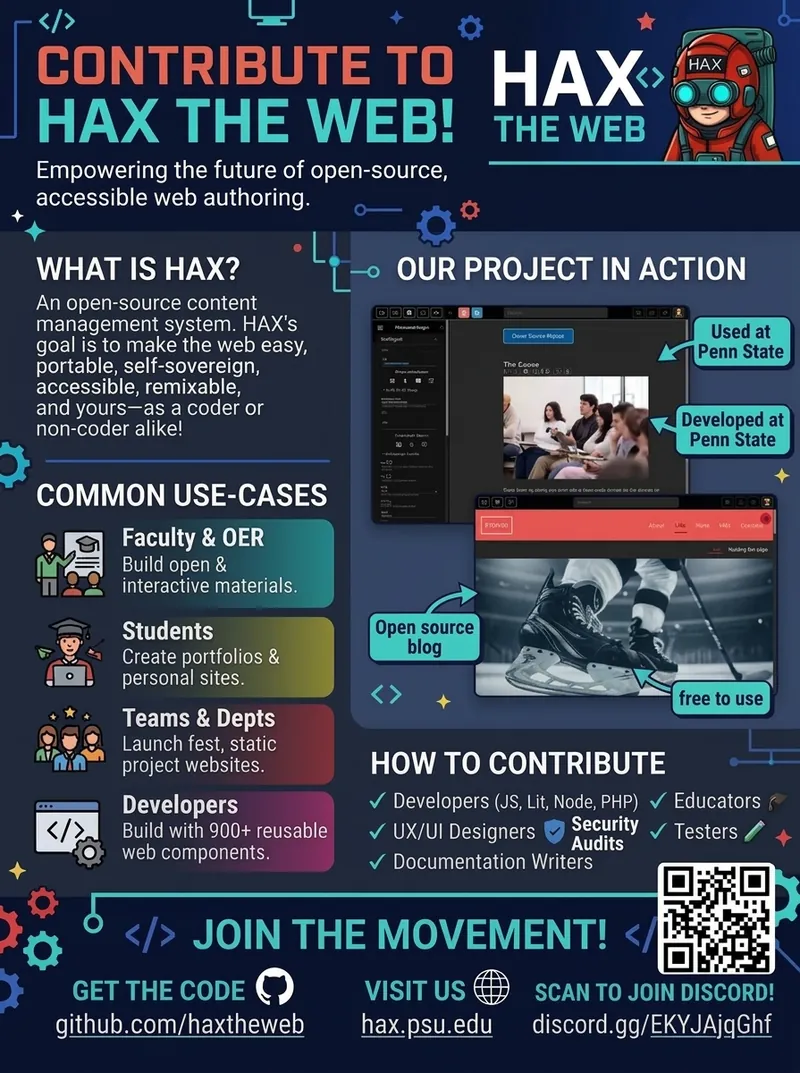 CONTRIBUTE TO
HAX THE WEB!
Empowering the future of open-source,
accessible web authoring.
HAX
THE WEB
HAX
WHAT IS HAX?
An open-source content
management system. HAX's
goal is to make the web easy,
portable, self-sovereign,
accessible, remixable,
and yours—as a coder or
non-coder alike!
COMMON USE-CASES
Faculty & OER
Build open &
interactive materials.
Students
Create portfolios &
personal sites.
Teams & Depts
Launch fest, static
project websites.
Developers
Build with 900+ reusable
web components.
OUR PROJECT IN ACTION
Used at
Penn State
Developed at
Penn State
The Goose
Open source
blog
free to use
HOW TO CONTRIBUTE
Developers (JS, Lit, Node, PHP)
Educators
UX/UI Designers
Security
Audits
Testers
Documentation Writers
</> JOIN THE MOVEMENT! </
GET THE CODE
github.com/haxtheweb
VISIT US
hax.psu.edu
SCAN TO JOIN DISCORD!
discord.gg/EKYJAjqGhf